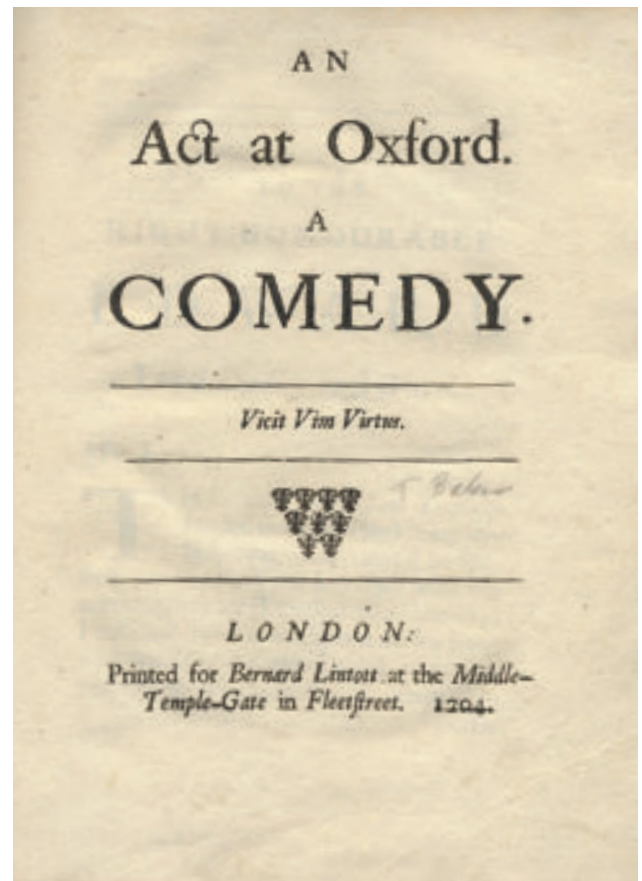 AN
Act at Oxford.
A
COMEDY.
Vicit Vim Virtus.
LONDON:
Printed for Bernard Lintott at the Middle-
Temple-Gate in Fleetstreet. 1704.